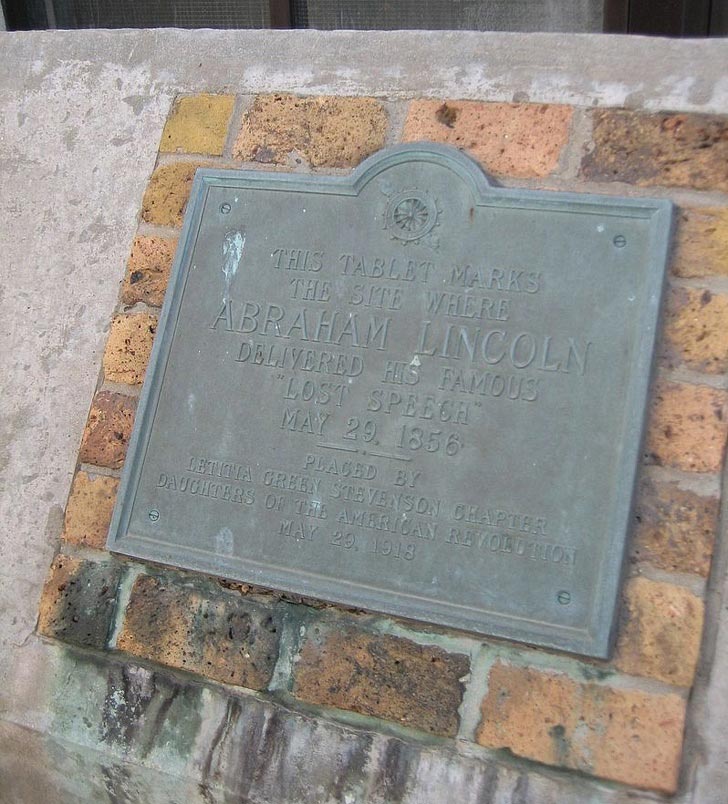 THIS TABLET MARKS
THE SITE WHERE
ABRAHAM LINCOLN
DELIVERED HIS FAMOUS
"LOST SPEECH"
MAY 29, 1856
PLACED BY
LETITIA GREEN STEVENSON CHAPTER
DAUGHTERS OF THE AMERICAN REVOLUTION
MAY 29, 1918